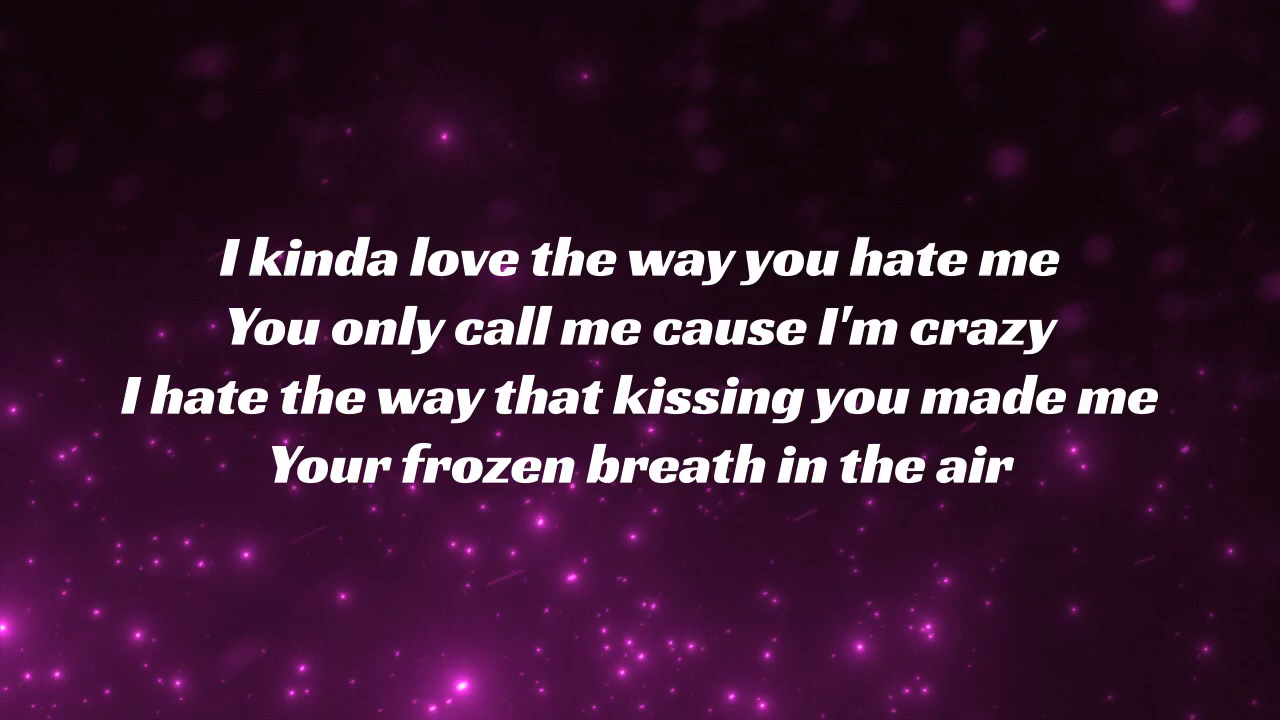 I kinda love the way you hate me
You only call me cause I'm crazy
I hate the way that kissing you made me
Your frozen breath in the air